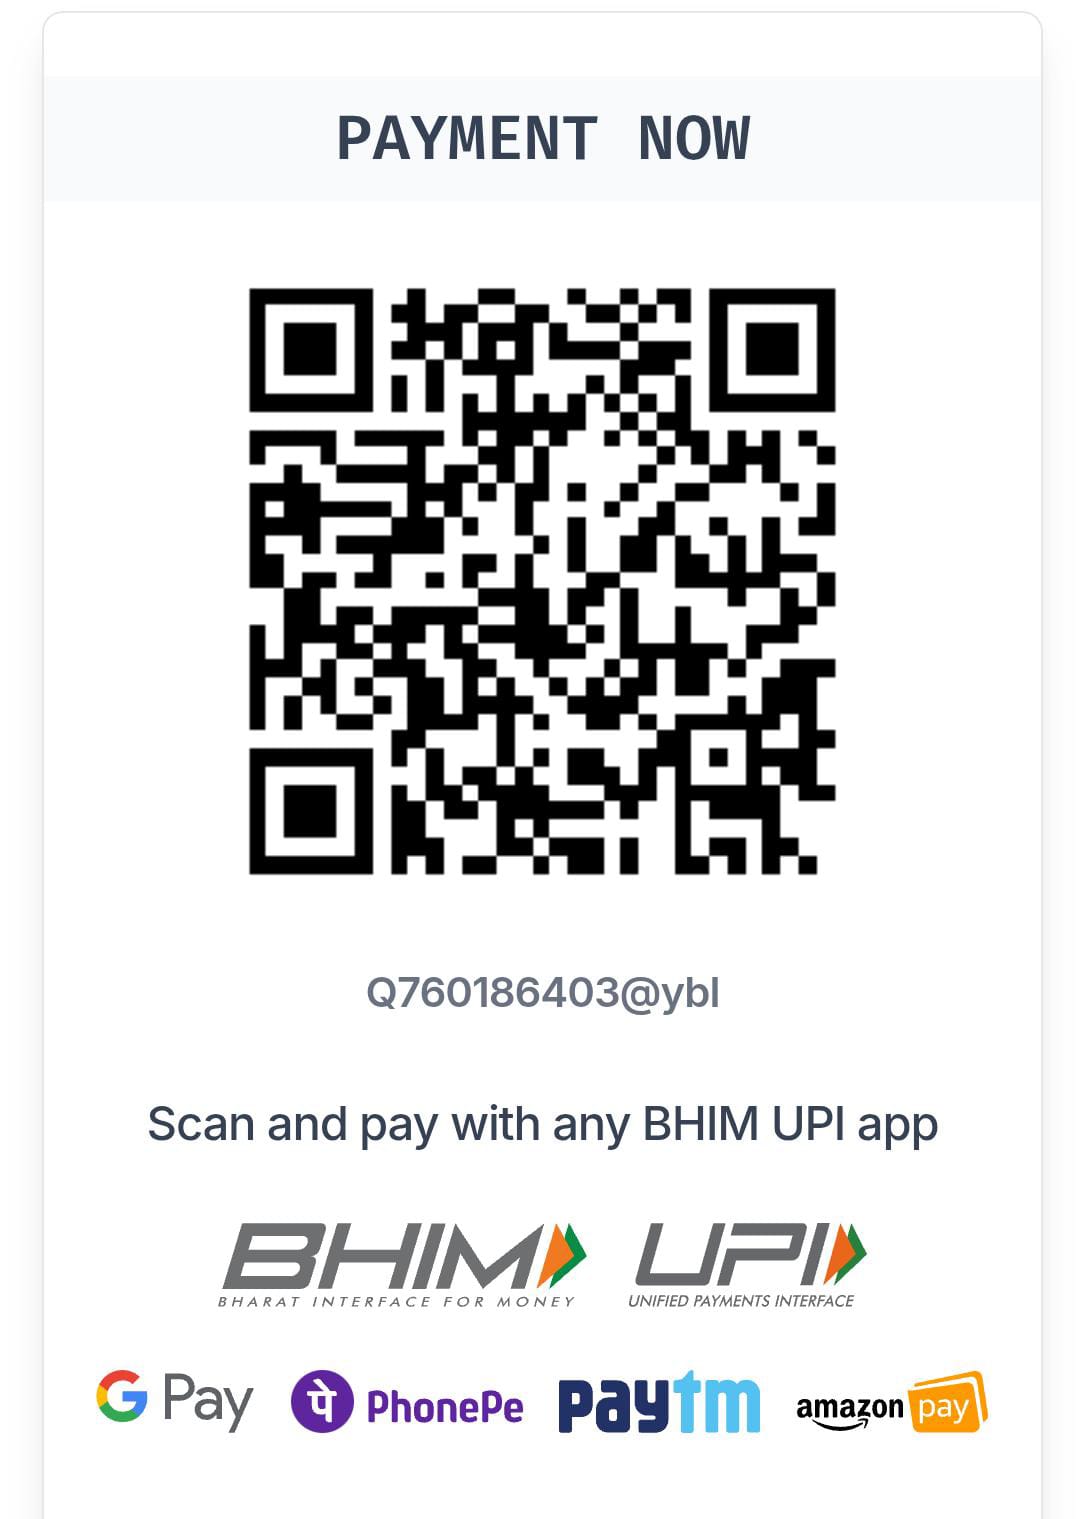 PAYMENT NOW
Q760186403@ybl
Scan and pay with any BHIM UPI app
BHIM UPI
BHARAT INTERFACE FOR MONEY UNIFIED PAYMENTS INTERFACE
G Pay पे PhonePe paytm amazon pay